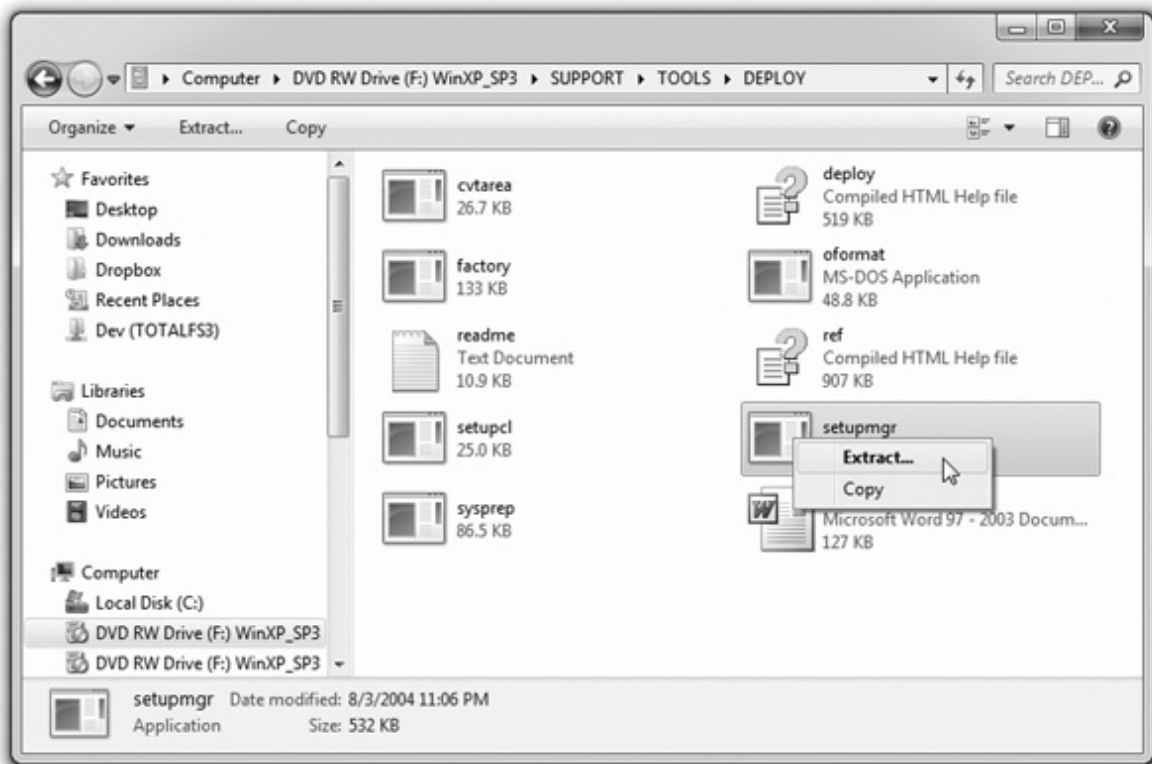 Computer ▸ DVD RW Drive (F:) WinXP_SP3 ▸ SUPPORT ▸ TOOLS ▸ DEPLOY
Search DEP...
Organize Extract... Copy
Favorites
Desktop
Downloads
Dropbox
Recent Places
Dev (TOTALFS3)
Libraries
Documents
Music
Pictures
Videos
Computer
Local Disk (C:)
DVD RW Drive (F:) WinXP_SP3
DVD RW Drive (F:) WinXP_SP3
cvtarea
26.7 KB
deploy
Compiled HTML Help file
519 KB
factory
133 KB
oformat
MS-DOS Application
48.8 KB
readme
Text Document
10.9 KB
ref
Compiled HTML Help file
907 KB
setupcl
25.0 KB
setupmgr
Extract...
Copy
sysprep
86.5 KB
Microsoft Word 97 - 2003 Docum...
127 KB
setupmgr Date modified: 8/3/2004 11:06 PM
Application Size: 532 KB